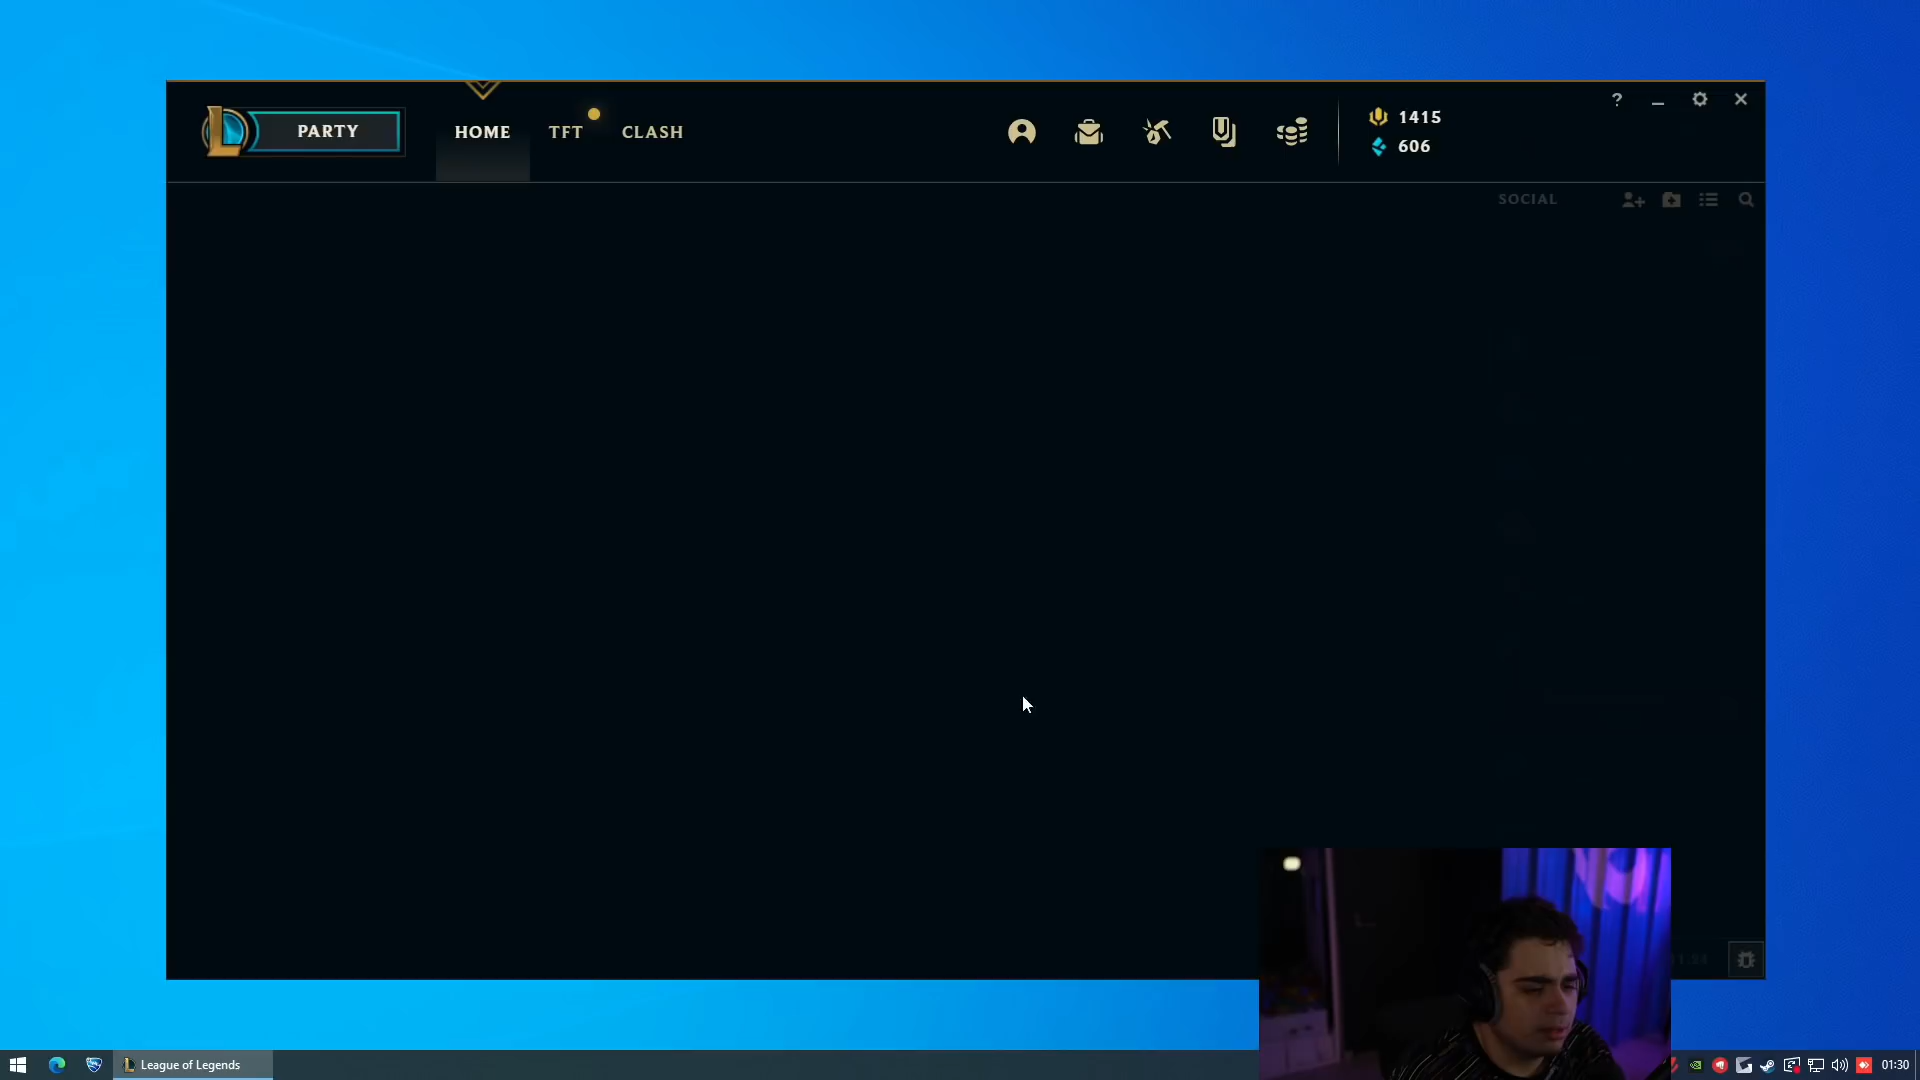 PARTY
HOME
TFT
CLASH
?
1415
606
SOCIAL
League of Legends
01:30